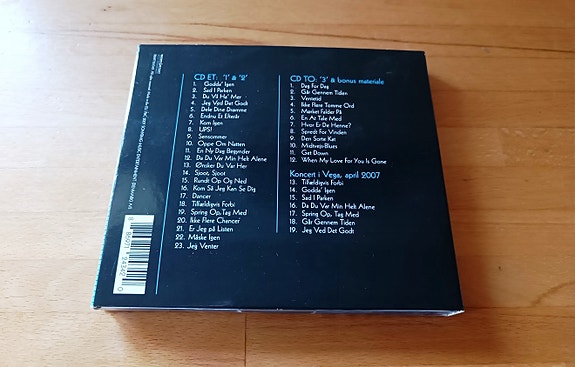 CD ET: '1' & '2'
1. Godda' Igen
2. Sad I Parken
3. Du Vil Ha' Mer
4. Jeg Ved Det Godt
5. Dele Dine Drømme
6. Endnu Et Efterår
7. Kom Igen
8. UPS!
9. Sensommer
10. Oppe Om Natten
11. En Ny Dag Begynder
12. Da Du Var Min Hek Alene
13. Ønsker Du Var Her
14. Spoot, Spoot
15. Rundt Op Og Ned
16. Kom Så Jeg Kan Se Dig
17. Dancer
18. Tilfældigvis Forbi
19. Spring Op, Tag Med
20. Ikke Flere Chancer
21. Er Jeg på Listen
22. Måske Igen
23. Jeg Venter
CD TO: '3' & bonus materiale
1. Dag For Dag
2. Går Gennem Tiden
3. Ventetid
4. Ikke Flere Tomme Ord
5. Mørket Falder På
6. En At Tale Med
7. Hvor Er De Henne?
8. Spredt For Vinden
9. Den Sorte Kat
10. Midtvejs-Blues
11. Get Down
12. When My Love For You Is Gone
Koncert i Vega, april 2007
13. Tilfældigvis Forbi
14. Godda' Igen
15. Sad I Parken
16. Da Du Var Min Hek Alene
17. Spring Op, Tag Med
18. Går Gennem Tiden
19. Jeg Ved Det Godt